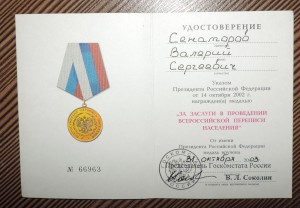 УДОСТОВЕРЕНИЕ
Сенаторов
Валерий
Сергеевич
Указом
Президента Российской Федерации
от 14 октября 2002 г.
награжден(а) медалью
"ЗА ЗАСЛУГИ В ПРОВЕДЕНИИ
ВСЕРОССИЙСКОЙ ПЕРЕПИСИ
НАСЕЛЕНИЯ"
От имени
Президента Российской Федерации
медаль вручена
31 октября 03
Председатель Госкомстата России
В. Л. Соколин
№ 66963